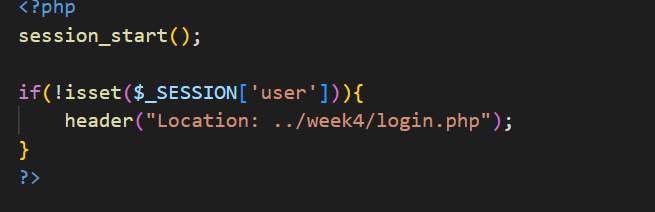 <?php
session_start();
if(!isset($_SESSION['user'])){
header("Location: ../week4/login.php");
}
?>